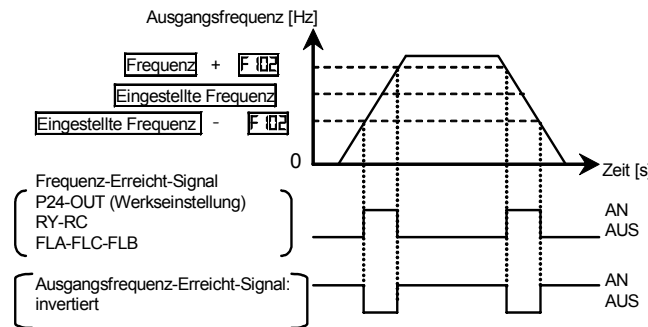 Ausgangsfrequenz [Hz]
Frequenz + F102
Eingestellte Frequenz
Eingestellte Frequenz - F102
0
Zeit [s]
Frequenz-Erreicht-Signal
P24-OUT (Werkseinstellung)
RY-RC
FLA-FLC-FLB
AN
AUS
Ausgangsfrequenz-Erreicht-Signal:
invertiert
AN
AUS